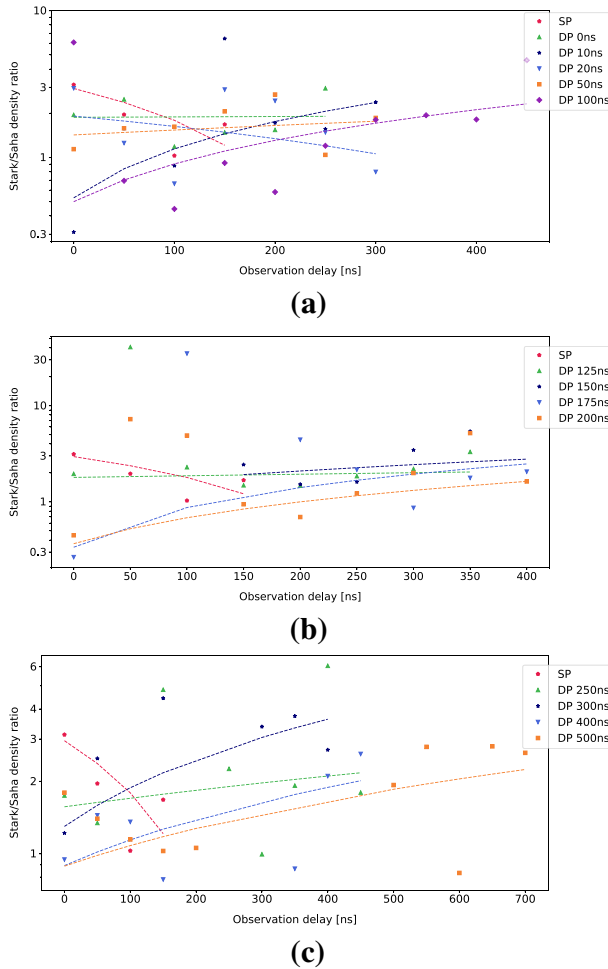 10
3
1
0.3
Stark/Saha density ratio
0
100
200
300
400
Observation delay [ns]
SP
DP 0ns
DP 10ns
DP 20ns
DP 50ns
DP 100ns
(a)
30
10
3
1
0.3
Stark/Saha density ratio
0
50
100
150
200
250
300
350
400
Observation delay [ns]
SP
DP 125ns
DP 150ns
DP 175ns
DP 200ns
(b)
6
4
3
2
1
Stark/Saha density ratio
0
100
200
300
400
500
600
700
Observation delay [ns]
SP
DP 250ns
DP 300ns
DP 400ns
DP 500ns
(c)